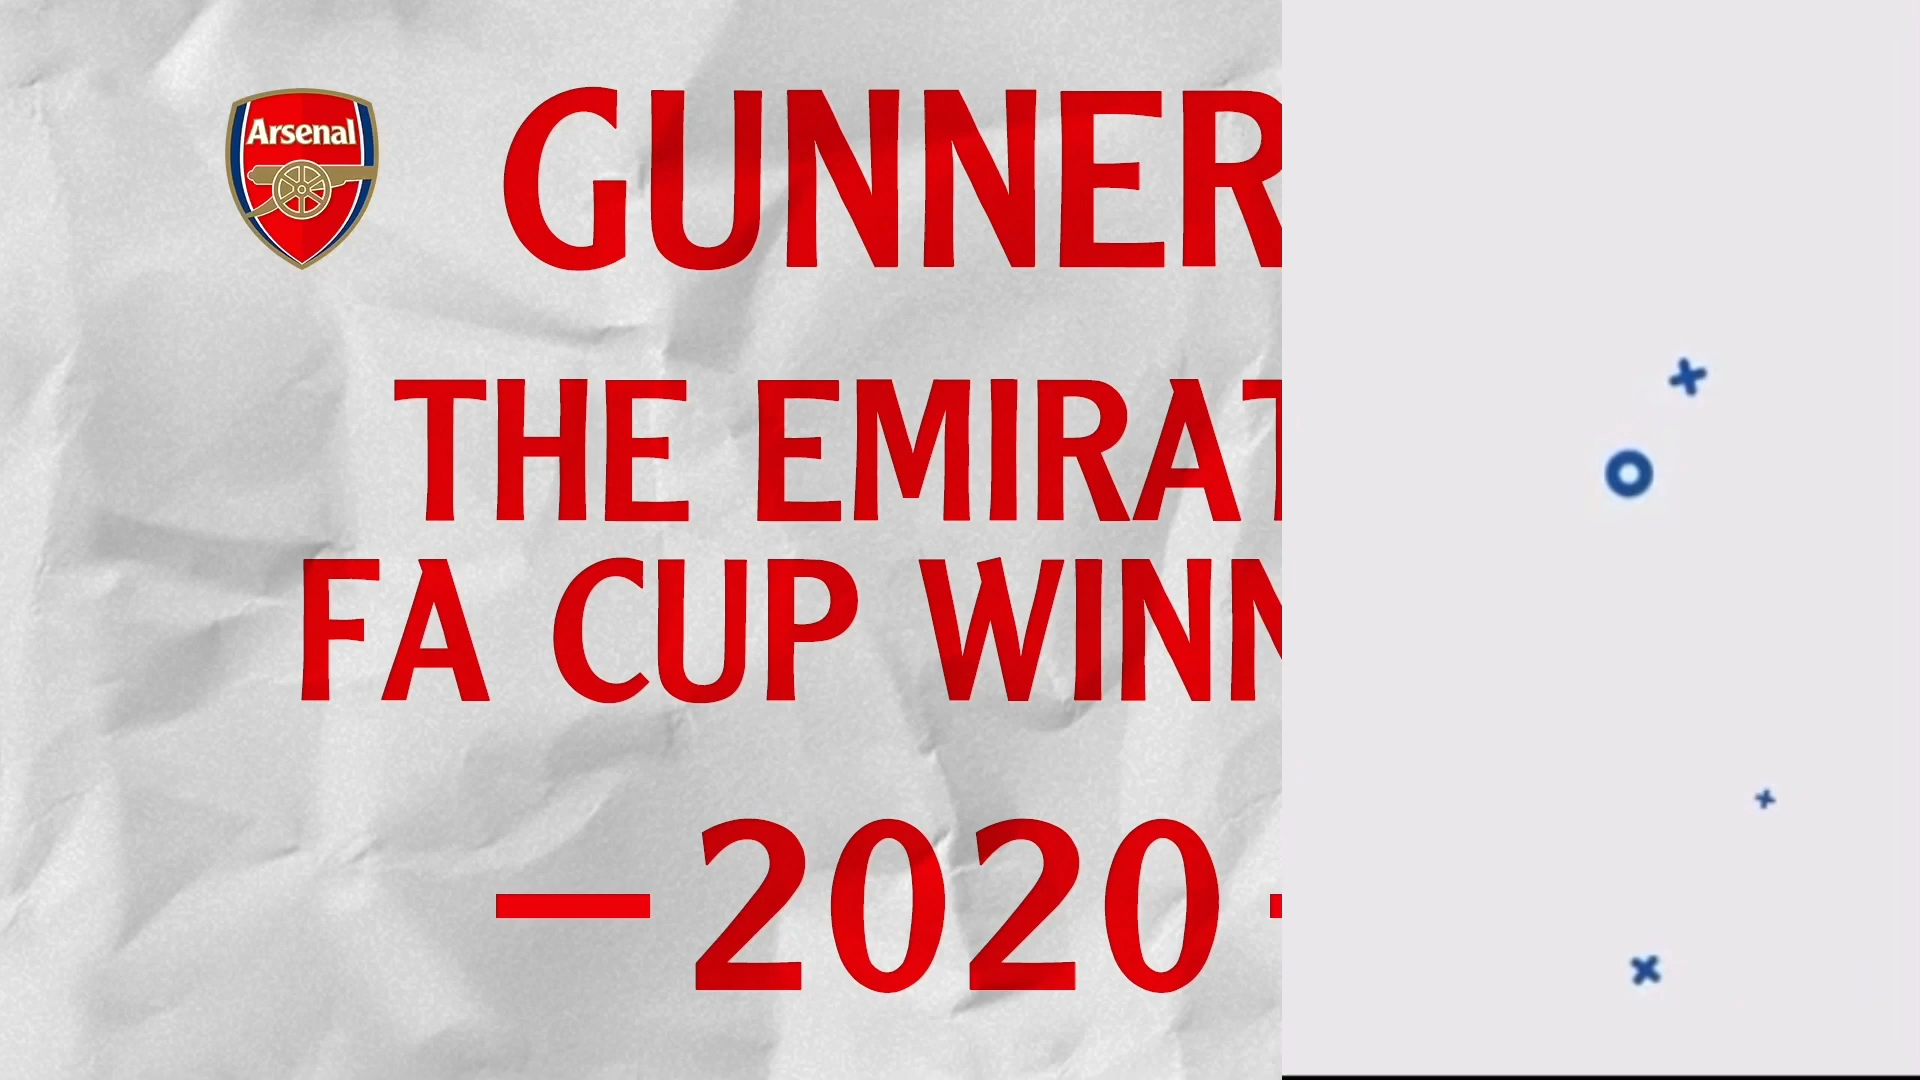 Arsenal
GUNNER
THE EMIRAT
FA CUP WINN
—2020-